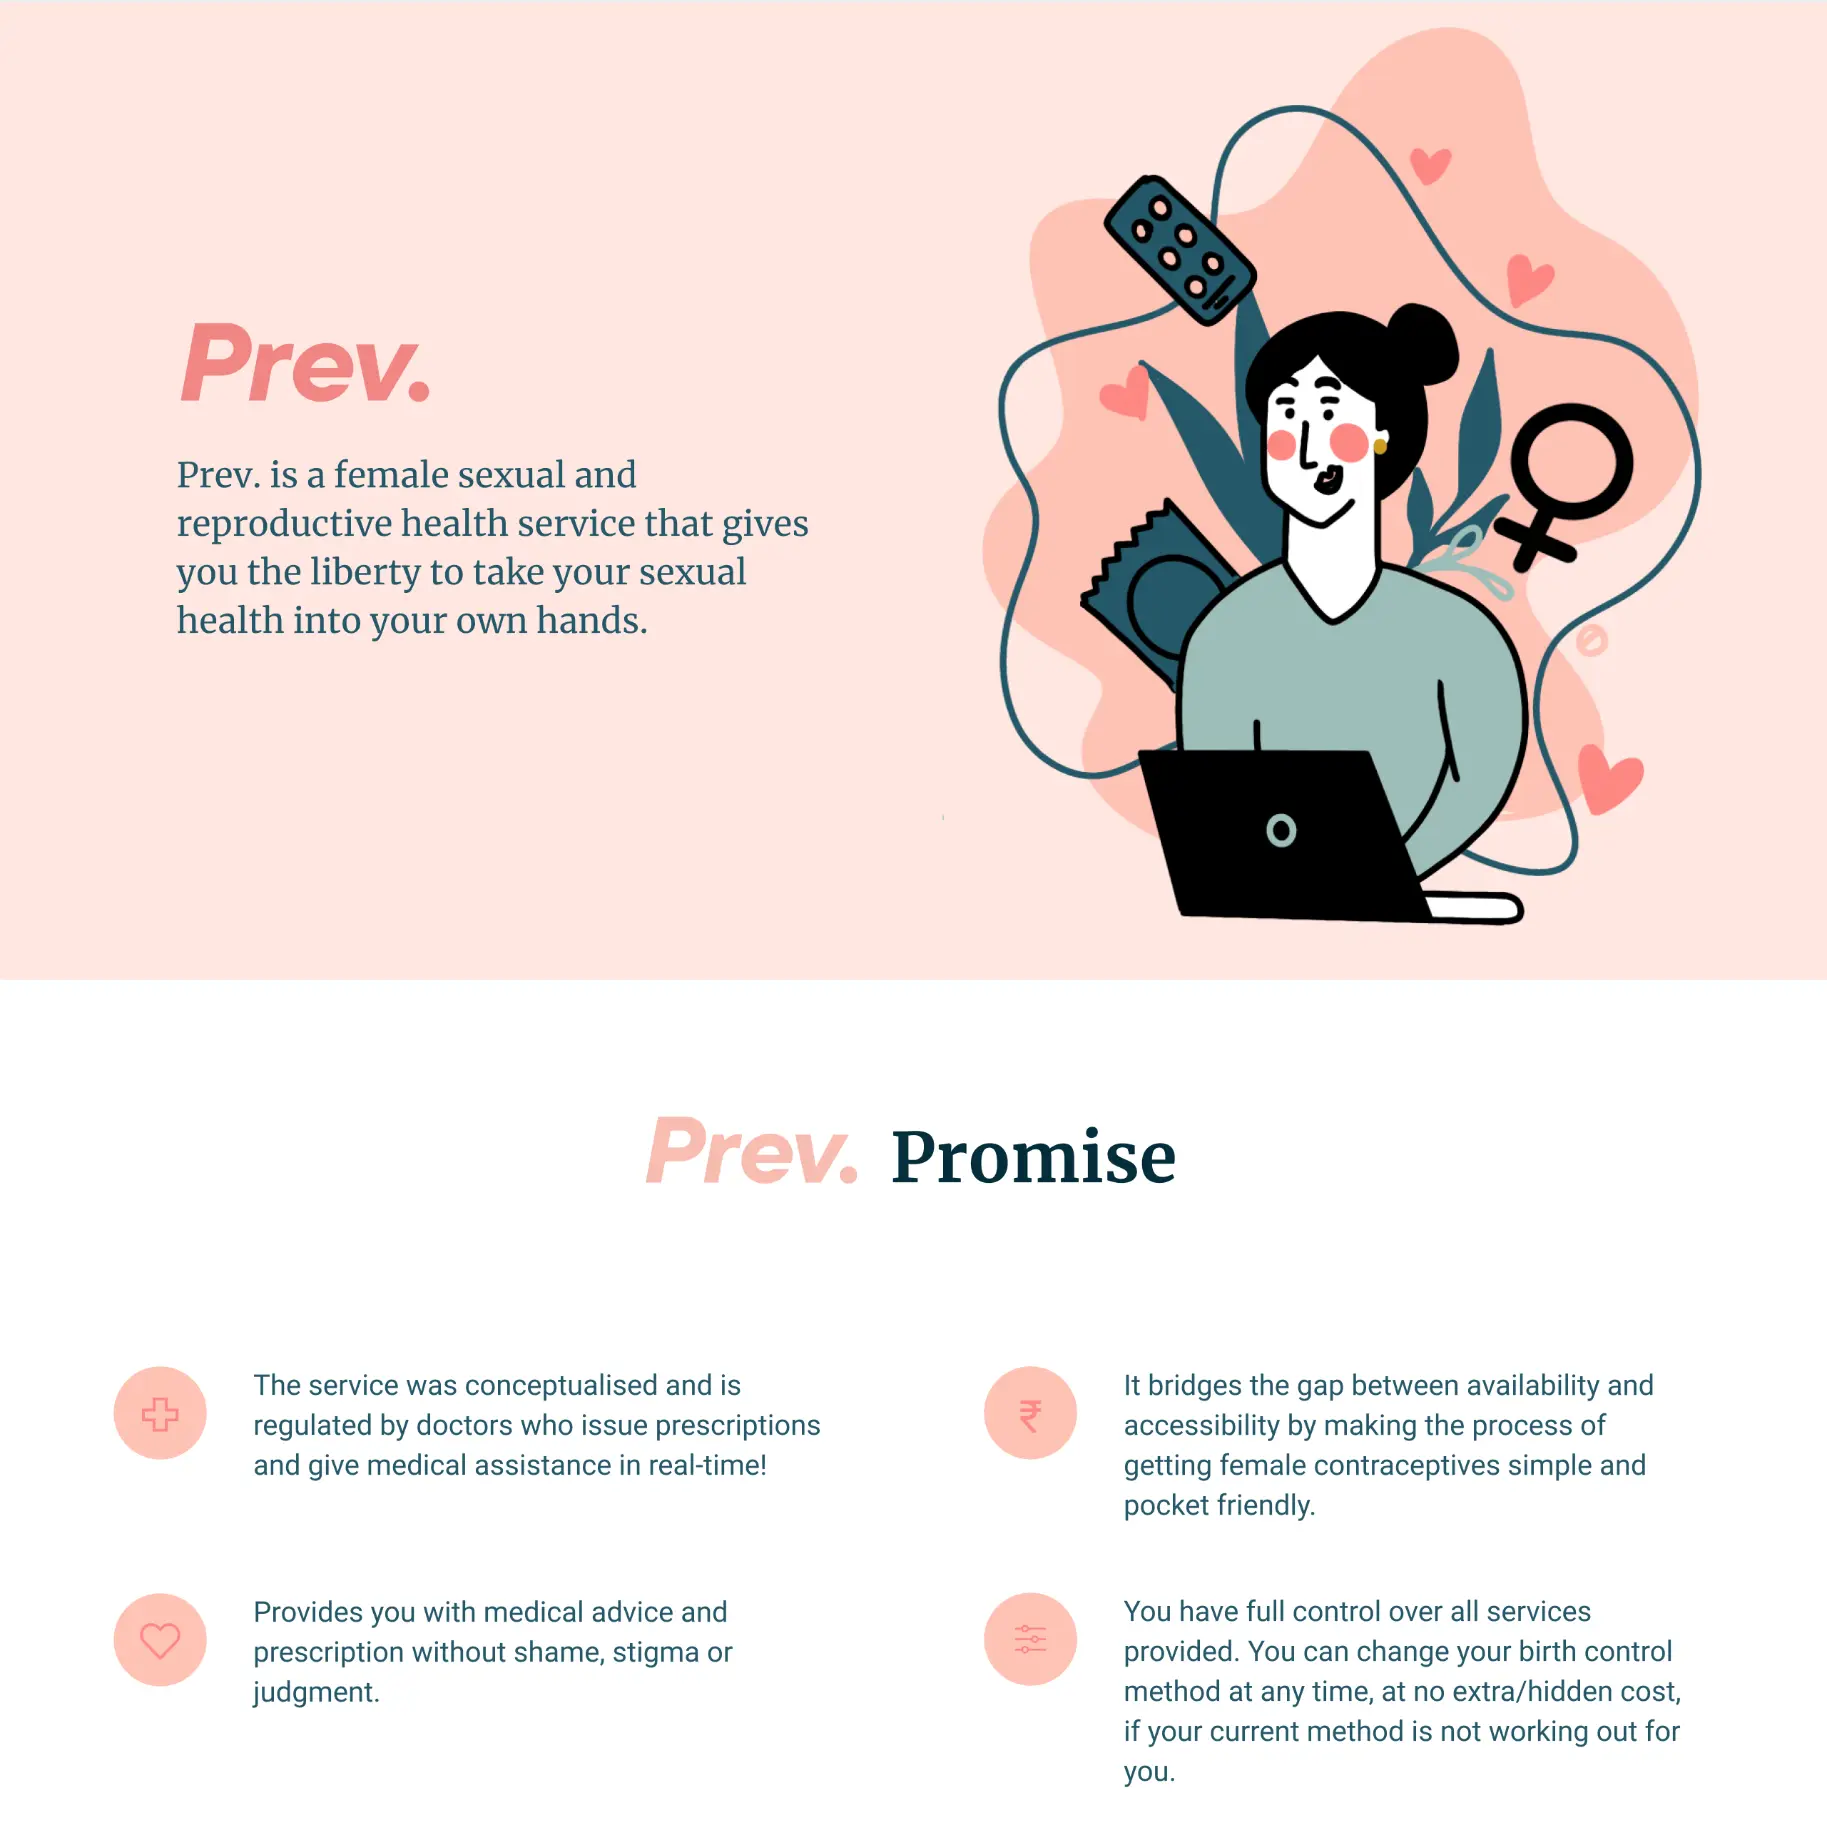 Prev.
Prev. is a female sexual and
reproductive health service that gives
you the liberty to take your sexual
health into your own hands.
Prev. Promise
The service was conceptualised and is
regulated by doctors who issue prescriptions
and give medical assistance in real-time!
₹
It bridges the gap between availability and
accessibility by making the process of
getting female contraceptives simple and
pocket friendly.
Provides you with medical advice and
prescription without shame, stigma or
judgment.
You have full control over all services
provided. You can change your birth control
method at any time, at no extra/hidden cost,
if your current method is not working out for
you.